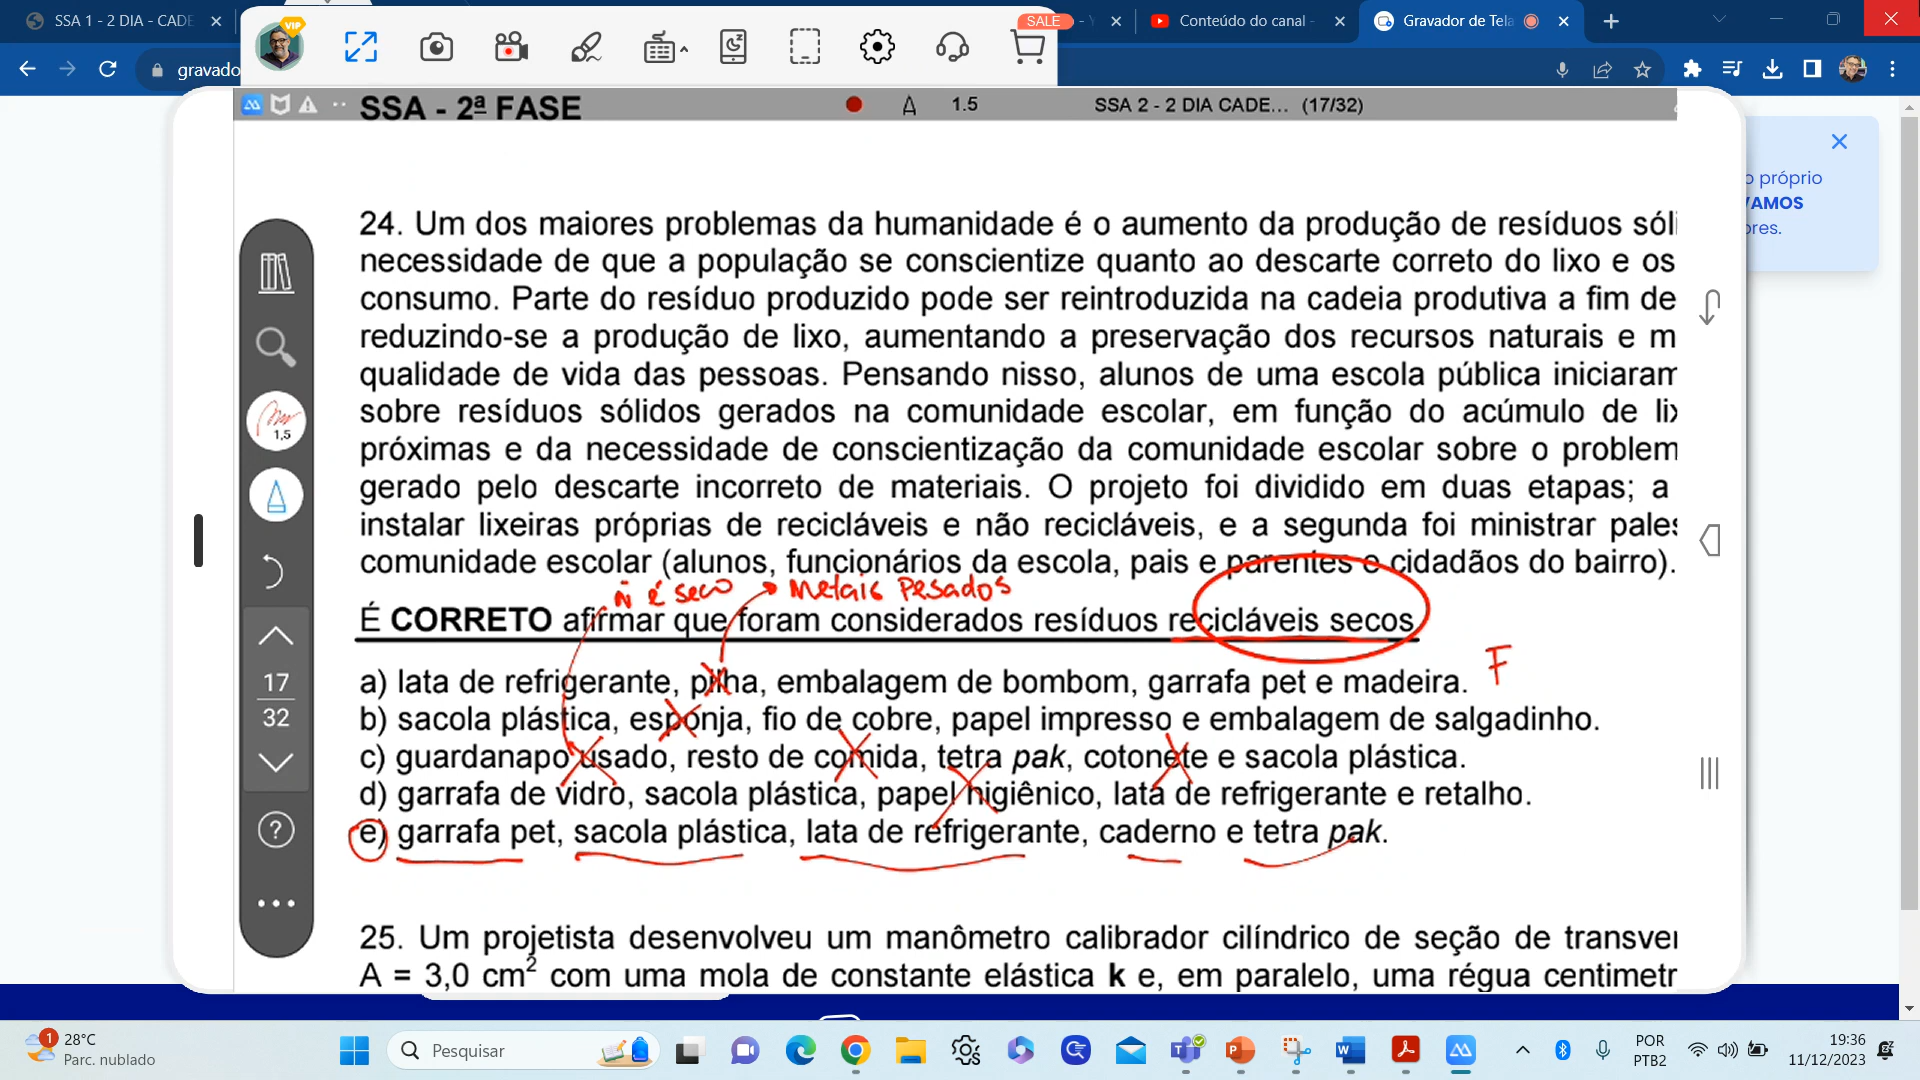 SSA 1 - 2 DIA - CADE
VIP
SALE
Conteúdo do canal -
Gravador de Tela
gravado
SSA - 2ª FASE
1.5
SSA 2 - 2 DIA CADE... (17/32)
o próprio
VAMOS
ores.
24. Um dos maiores problemas da humanidade é o aumento da produção de resíduos sóli
necessidade de que a população se conscientize quanto ao descarte correto do lixo e os
consumo. Parte do resíduo produzido pode ser reintroduzida na cadeia produtiva a fim de
reduzindo-se a produção de lixo, aumentando a preservação dos recursos naturais e m
qualidade de vida das pessoas. Pensando nisso, alunos de uma escola pública iniciaram
sobre resíduos sólidos gerados na comunidade escolar, em função do acúmulo de lix
próximas e da necessidade de conscientização da comunidade escolar sobre o problem
gerado pelo descarte incorreto de materiais. O projeto foi dividido em duas etapas; a
instalar lixeiras próprias de recicláveis e não recicláveis, e a segunda foi ministrar pales
comunidade escolar (alunos, funcionários da escola, pais e parentes e cidadãos do bairro).
ñ é seco
Metais Pesados
É CORRETO afirmar que foram considerados resíduos recicláveis secos
a) lata de refrigerante, pilha, embalagem de bombom, garrafa pet e madeira.
F
b) sacola plástica, esponja, fio de cobre, papel impresso e embalagem de salgadinho.
c) guardanapo usado, resto de comida, tetra pak, cotonete e sacola plástica.
d) garrafa de vidro, sacola plástica, papel higiênico, lata de refrigerante e retalho.
e) garrafa pet, sacola plástica, lata de refrigerante, caderno e tetra pak.
25. Um projetista desenvolveu um manômetro calibrador cilíndrico de seção de transver
A = 3,0 cm² com uma mola de constante elástica k e, em paralelo, uma régua centimetr
1,5
17
32
1
28°C
Parc. nublado
Pesquisar
POR
PTB2
19:36
11/12/2023